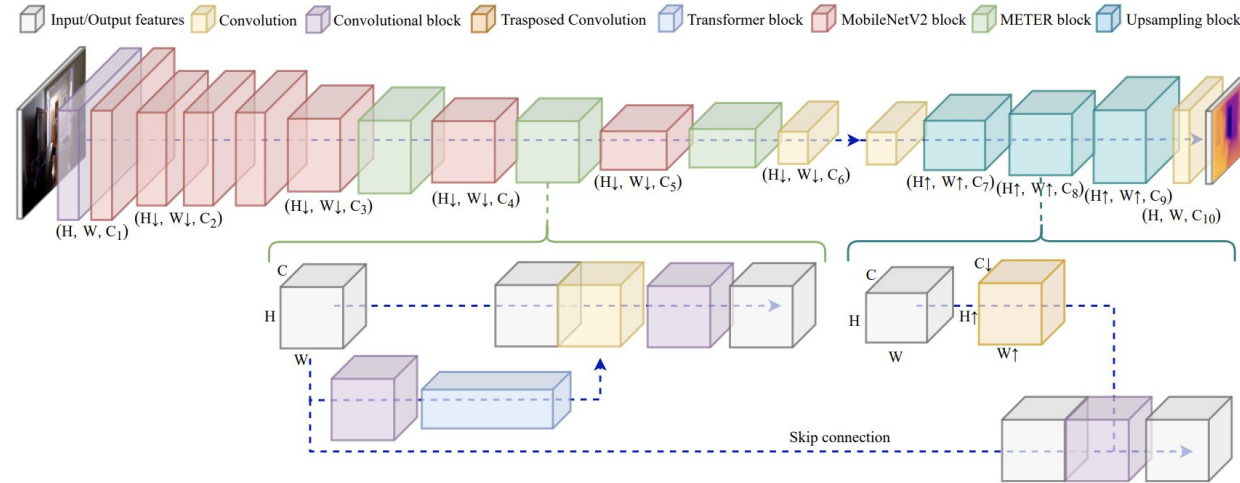 Input/Output features Convolution Convolutional block Trasposed Convolution Transformer block MobileNetV2 block METER block Upsampling block
(H, W, C1)
(H↓, W↓, C2)
(H↓, W↓, C3)
(H↓, W↓, C4)
(H↓, W↓, C5)
(H↓, W↓, C6)
(H↑, W↑, C7)
(H↑, W↑, C8)
(H↑, W↑, C9)
(H, W, C10)
C
H
W
C
H
W
C↓
H↑
W↑
Skip connection